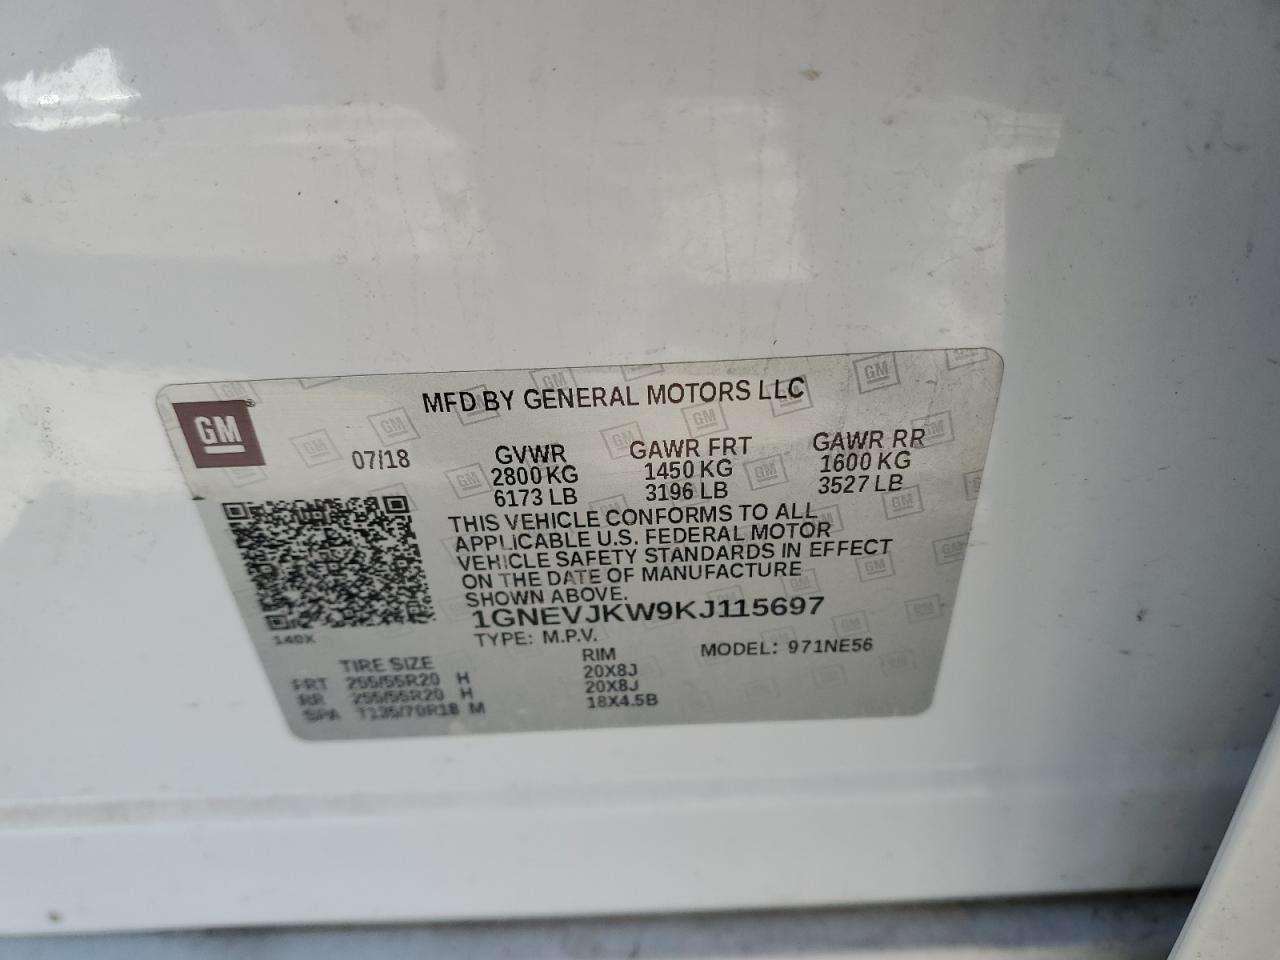 MFD BY GENERAL MOTORS LLC
GM
07/18
GVWR GAWR FRT GAWR RR
2800 KG 1450 KG 1600 KG
6173 LB 3196 LB 3527 LB
THIS VEHICLE CONFORMS TO ALL
APPLICABLE U.S. FEDERAL MOTOR
VEHICLE SAFETY STANDARDS IN EFFECT
ON THE DATE OF MANUFACTURE
SHOWN ABOVE.
1GNEVJKW9KJ115697
140X
TYPE: M.P.V. MODEL: 971NE56
TIRE SIZE RIM
FRT 255/55R20 H 20X8J
RR 255/55R20 H 20X8J
SPA T135/70R18 M 18X4.5B